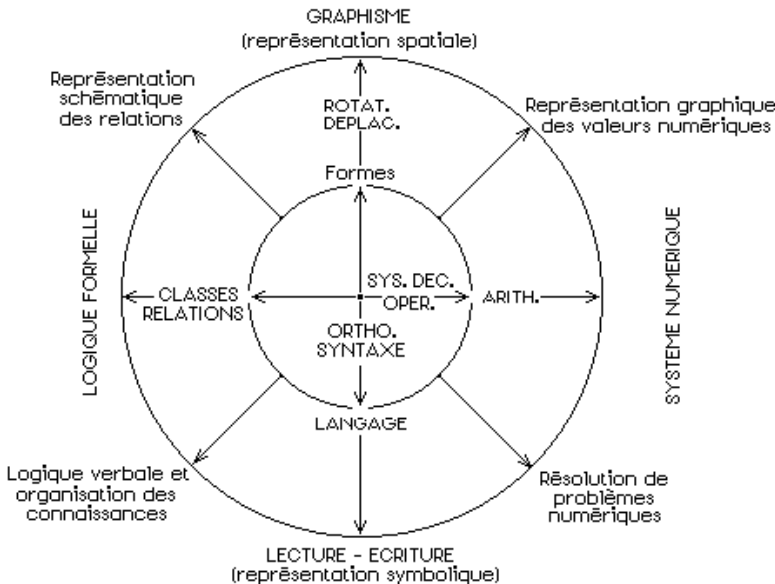 GRAPHISME
(représentation spatiale)
Représentation
schématique
des relations
ROTAT.
DEPLAC.
Représentation graphique
des valeurs numériques
Formes
LOGIQUE FORMELLE
CLASSES
RELATIONS
SYS. DEC.
OPER.
ARITH.
SYSTEME NUMERIQUE
ORTHO.
SYNTAXE
LANGAGE
Logique verbale et
organisation des
connaissances
Résolution de
problèmes
numériques
LECTURE - ECRITURE
(représentation symbolique)